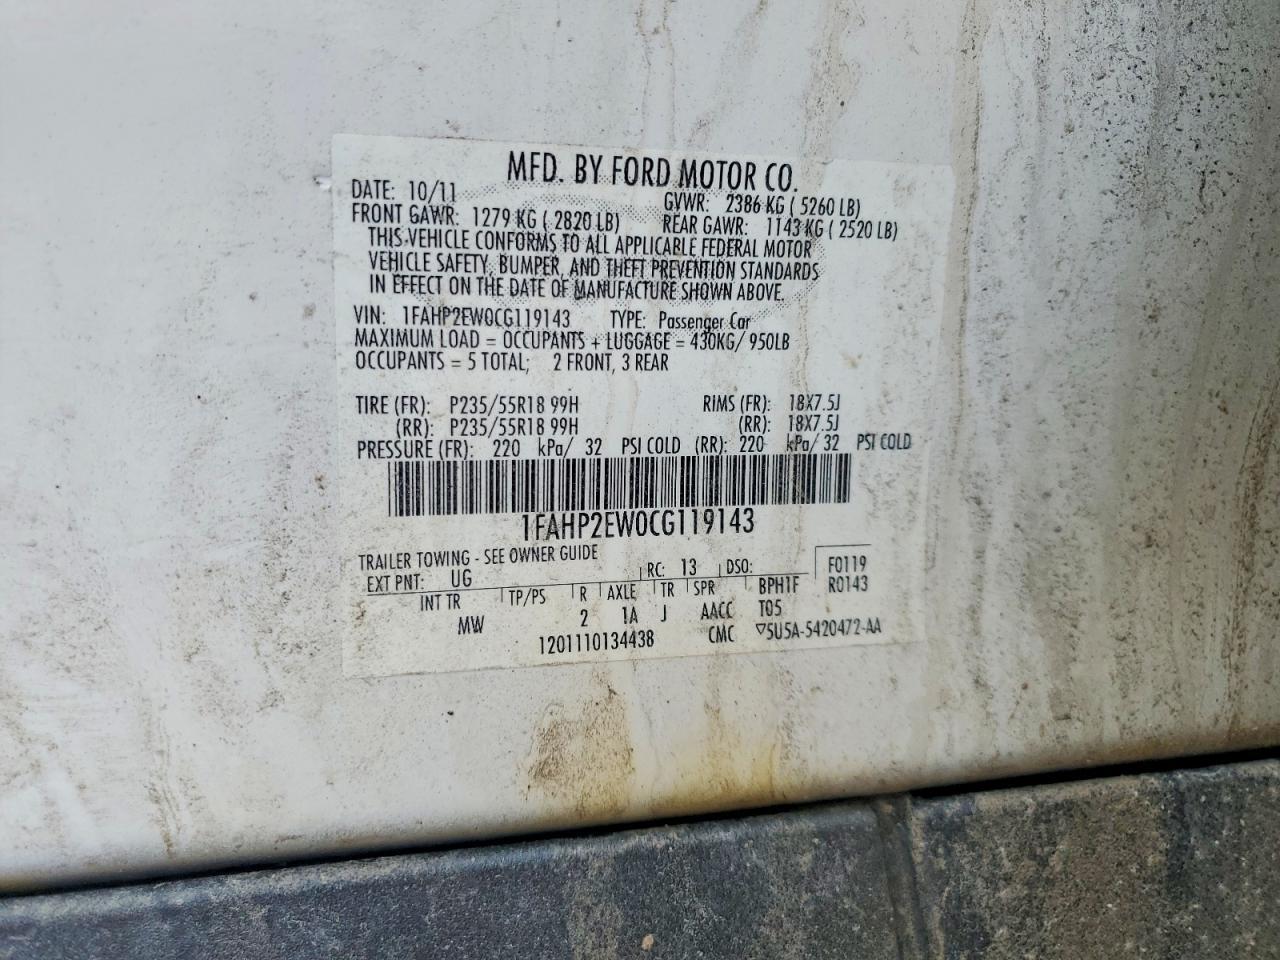 MFD. BY FORD MOTOR CO.
DATE: 10/11 GVWR: 2386 KG ( 5260 LB)
FRONT GAWR: 1279 KG ( 2820 LB) REAR GAWR: 1143 KG ( 2520 LB)
THIS VEHICLE CONFORMS TO ALL APPLICABLE FEDERAL MOTOR
VEHICLE SAFETY, BUMPER, AND THEFT PREVENTION STANDARDS
IN EFFECT ON THE DATE OF MANUFACTURE SHOWN ABOVE.
VIN: 1FAHP2EW0CG119143 TYPE: Passenger Car
MAXIMUM LOAD = OCCUPANTS + LUGGAGE = 430KG/ 950LB
OCCUPANTS = 5 TOTAL; 2 FRONT, 3 REAR
TIRE (FR): P235/55R18 99H RIMS (FR): 18X7.5J
(RR): P235/55R18 99H (RR): 18X7.5J
PRESSURE (FR): 220 kPa/ 32 PSI COLD (RR): 220 kPa/ 32 PSI COLD
1FAHP2EW0CG119143
TRAILER TOWING - SEE OWNER GUIDE
EXT PNT: UG RC: 13 DSO: F0119
INT TR TP/PS R AXLE TR SPR BPH1F R0143
MW 2 1A J AACC T05
1201110134438 CMC ▽5U5A-5420472-AA